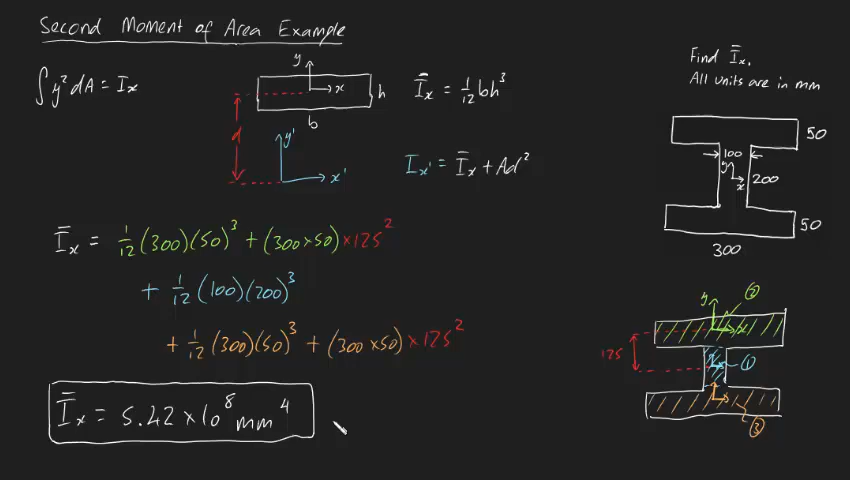 Second Moment of Area Example
∫y²dA = Ix
y
x
h
b
d
y'
x'
Īx = 1/12 bh³
Ix' = Īx + Ad²
Find Īx.
All units are in mm
50
100
y
x
200
50
300
Īx = 1/12 (300)(50)³ + (300×50)×125²
+ 1/12 (100)(200)³
+ 1/12 (300)(50)³ + (300×50)×125²
Īx = 5.42×10⁸ mm⁴
y
②
x
125
①
③